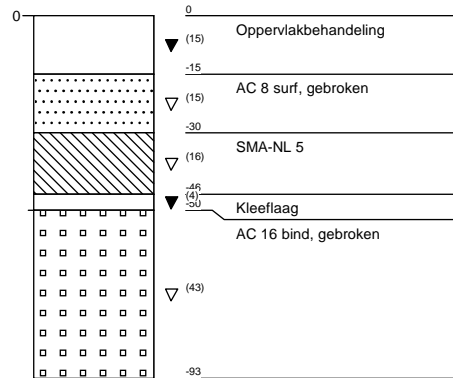 0
0
(15)
Oppervlakbehandeling
-15
(15)
AC 8 surf, gebroken
-30
(16)
SMA-NL 5
-46
(4)
Kleeflaag
-50
AC 16 bind, gebroken
(43)
-93